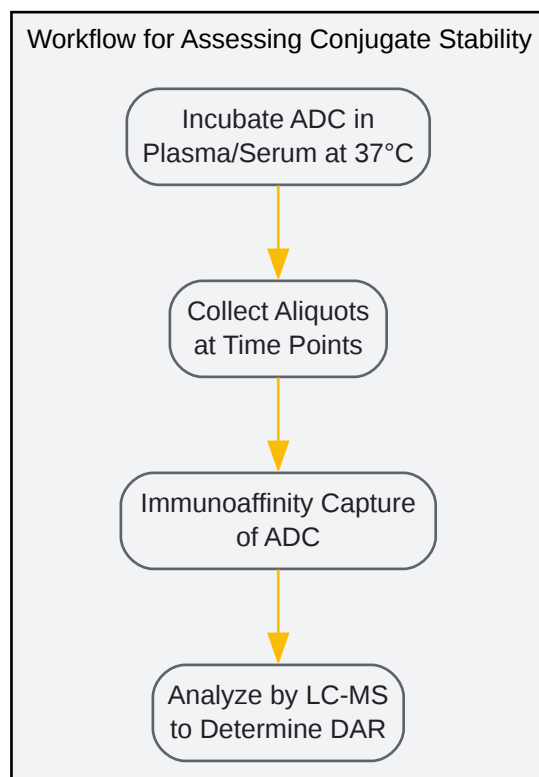 Workflow for Assessing Conjugate Stability
Incubate ADC in
Plasma/Serum at 37°C
Collect Aliquots
at Time Points
Immunoaffinity Capture
of ADC
Analyze by LC-MS
to Determine DAR